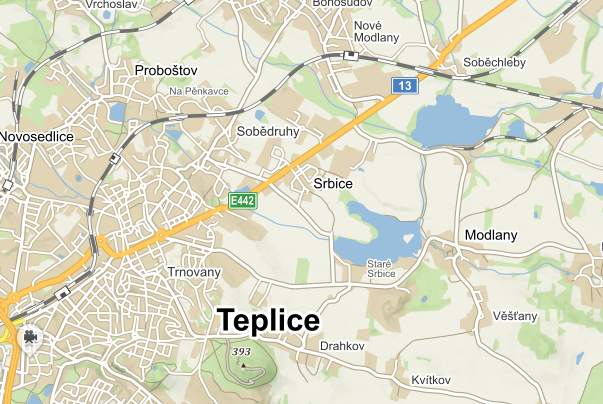 Vrchoslav
Bohosudov
Nové
Modlany
Soběchleby
Proboštov
13
Na Pěnkavce
Novosedlice
Sobědruhy
Srbice
E442
Modlany
Trnovany
Staré
Srbice
Teplice
Věšťany
Drahkov
393
Kvítkov